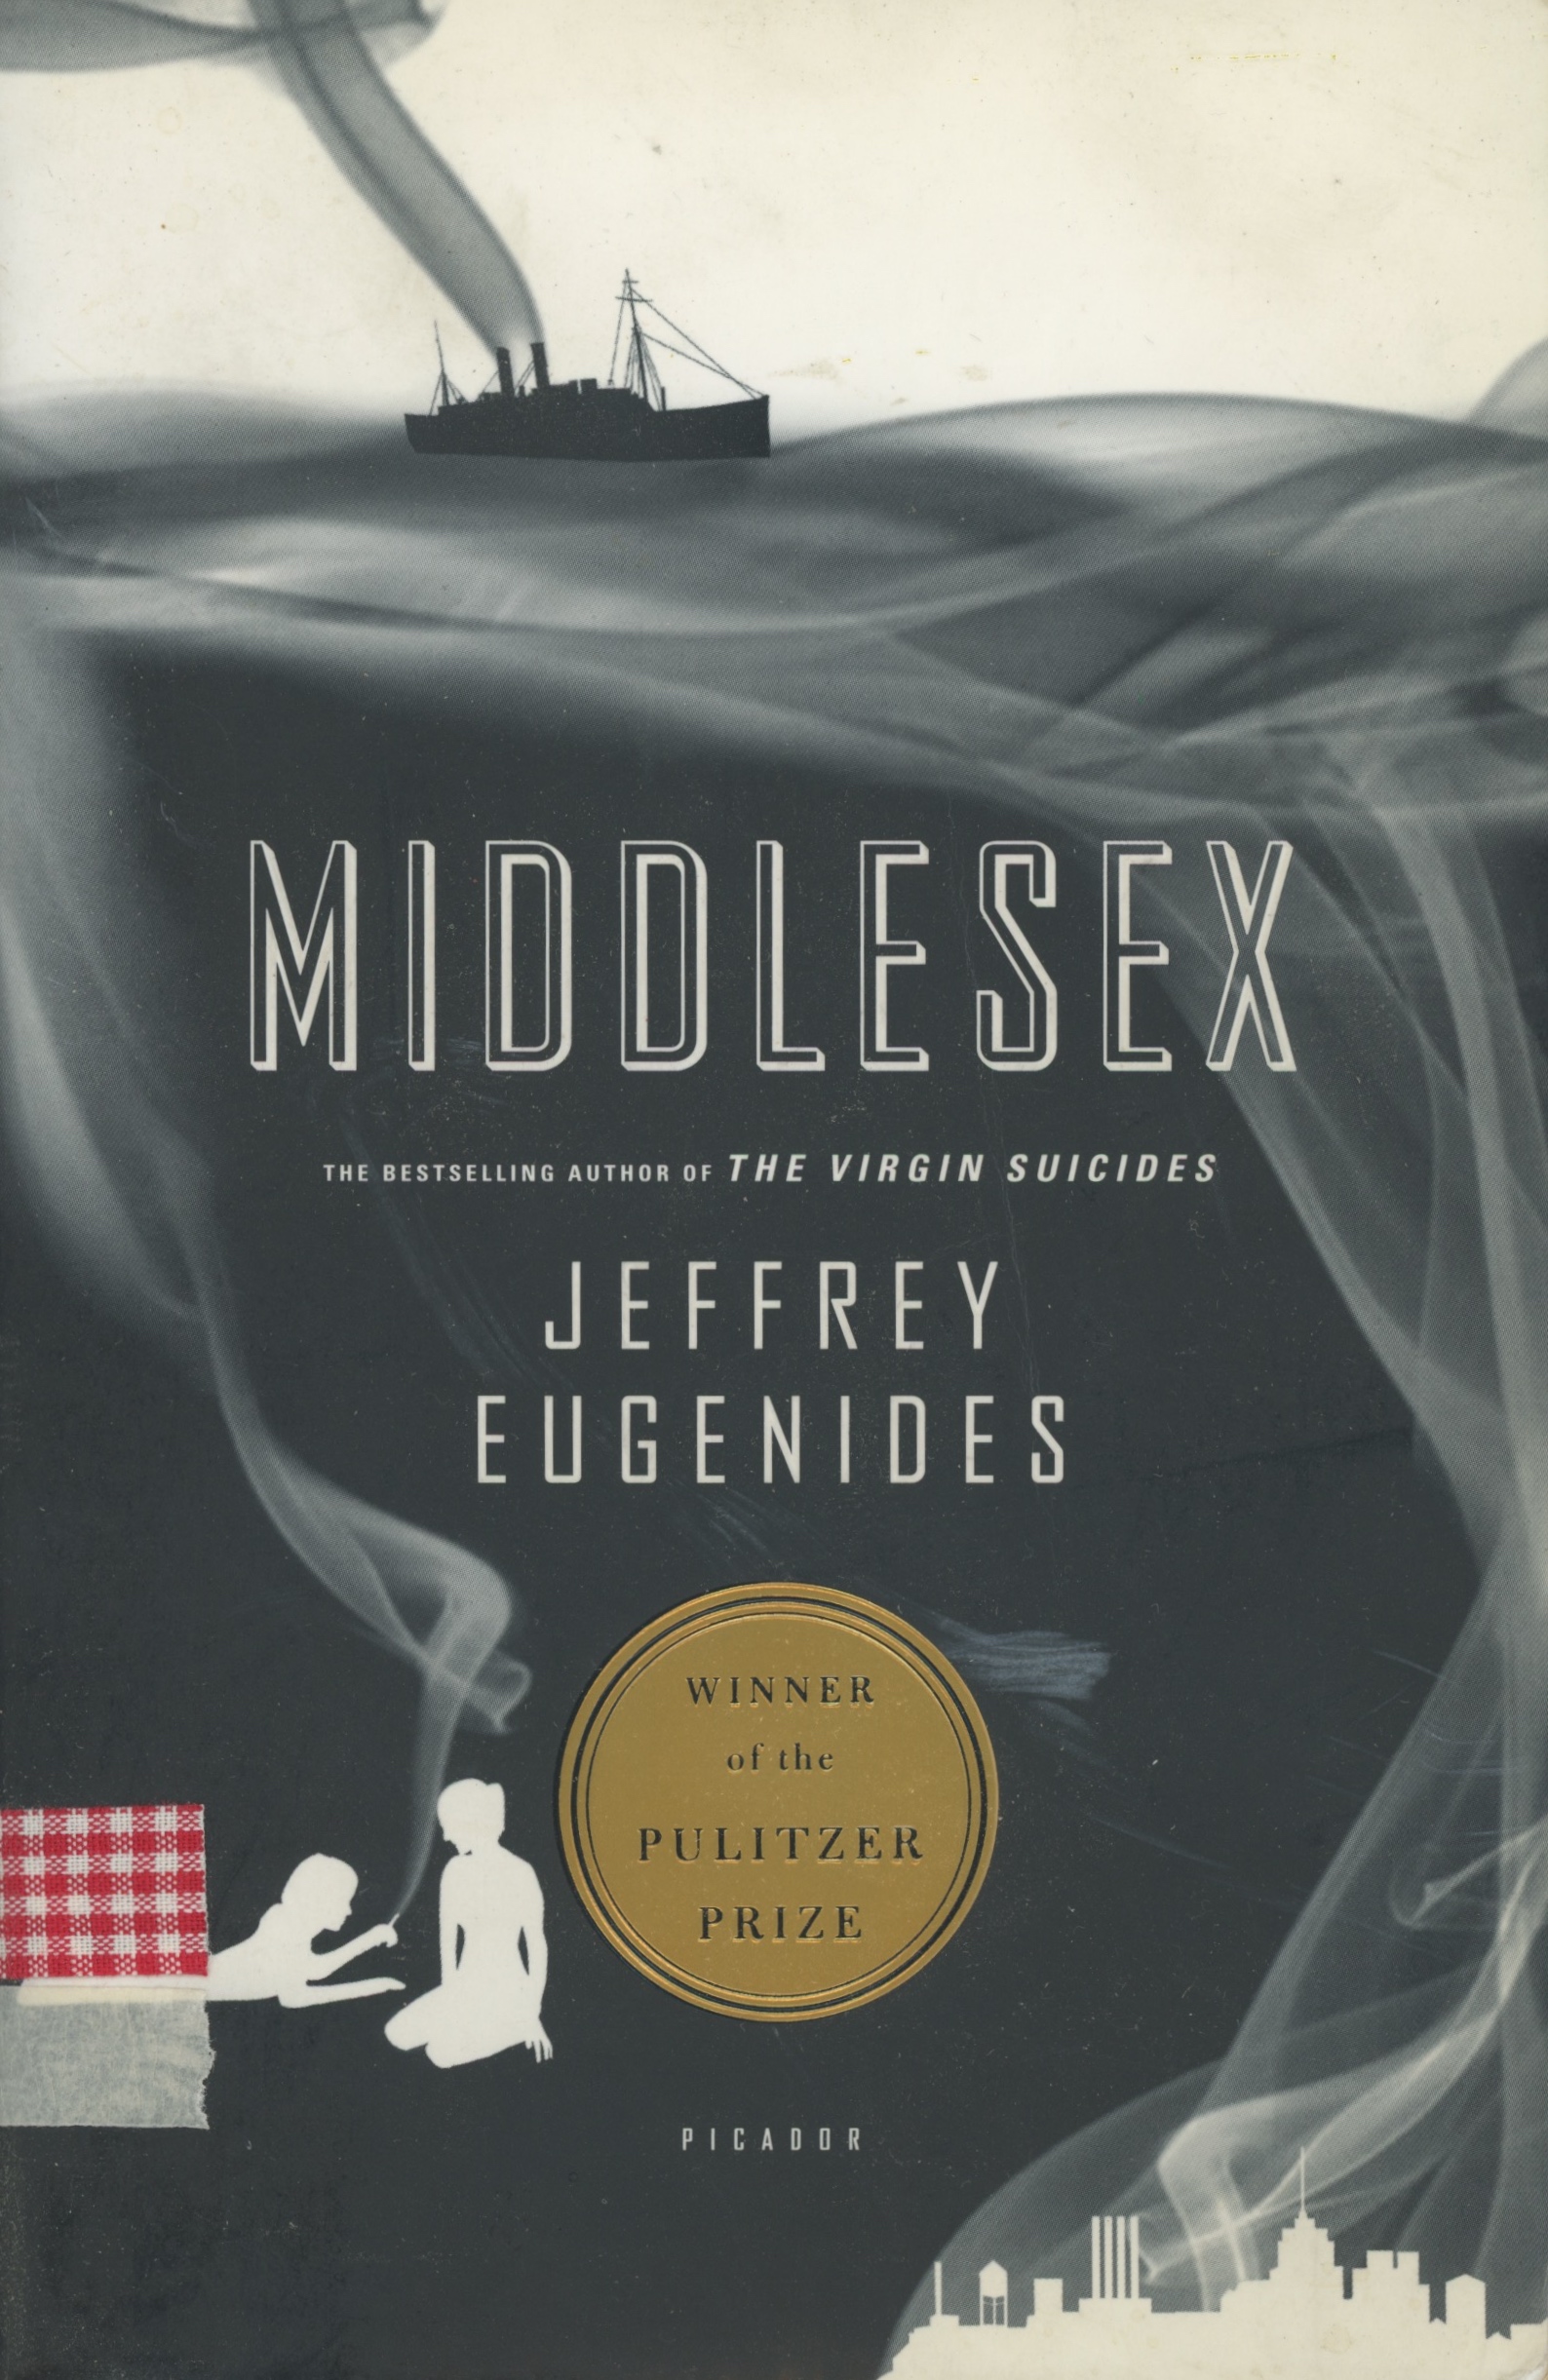 MIDDLESEX
THE BESTSELLING AUTHOR OF THE VIRGIN SUICIDES
JEFFREY
EUGENIDES
WINNER
of the
PULITZER
PRIZE
PICADOR